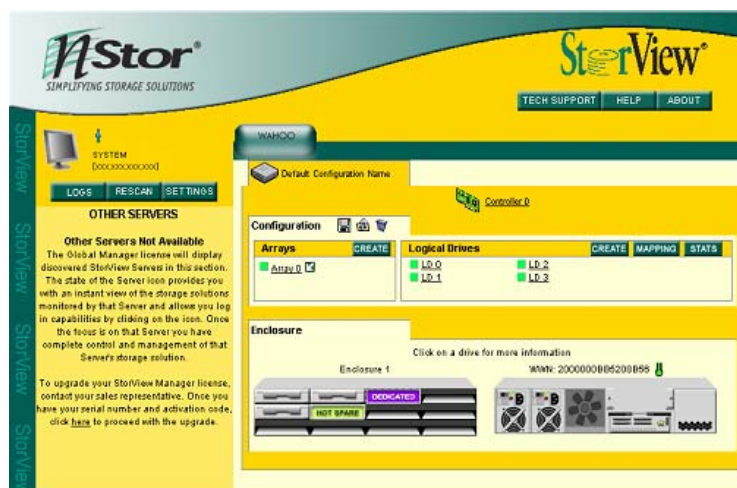 nStor®
SIMPLIFYING STORAGE SOLUTIONS
StorView®
TECH SUPPORT
HELP
ABOUT
StorView
StorView
StorView
StorView
SYSTEM
[xxx.xxx.xxx.xxx]
LOGS
RESCAN
SETTINGS
OTHER SERVERS
Other Servers Not Available
The Global Manager license will display
discovered StorView Servers in this section.
The state of the Server icon provides you
with an instant view of the storage solutions
monitored by that Server and allows you log
in capabilities by clicking on the icon. Once
the focus is on that Server you have
complete control and management of that
Server's storage solution.
To upgrade your StorView Manager license,
contact your sales representative. Once you
have your serial number and activation code,
click here to proceed with the upgrade.
WAHOO
Default Configuration Name
Controller 0
Configuration
Arrays
CREATE
Array 0
Logical Drives
CREATE
MAPPING
STATS
LD 0
LD 2
LD 1
LD 3
Enclosure
Click on a drive for more information
Enclosure 1
WWN: 2000000BB5200B56
DEDICATED
HOT SPARE